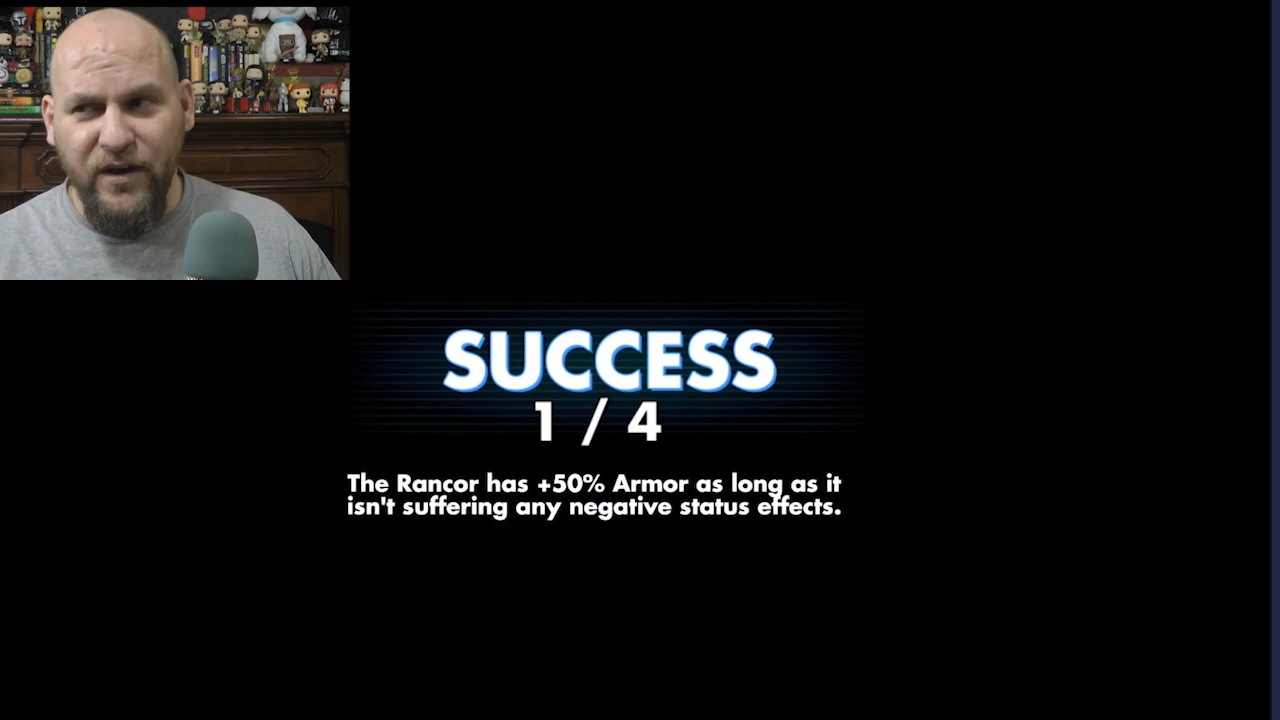 SUCCESS
1 / 4
The Rancor has +50% Armor as long as it
isn't suffering any negative status effects.